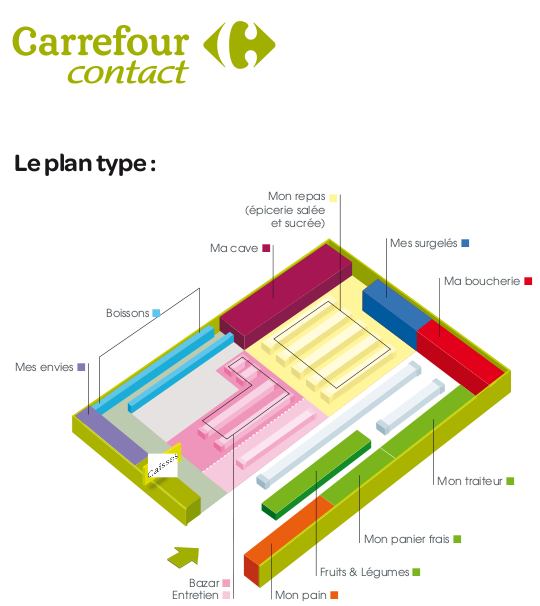 Carrefour
contact
Le plan type :
Mon repas
(épicerie salée
et sucrée)
Mes surgelés
Ma cave
Ma boucherie
Boissons
Mes envies
Caisses
Mon traiteur
Mon panier frais
Fruits & Légumes
Bazar
Entretien
Mon pain